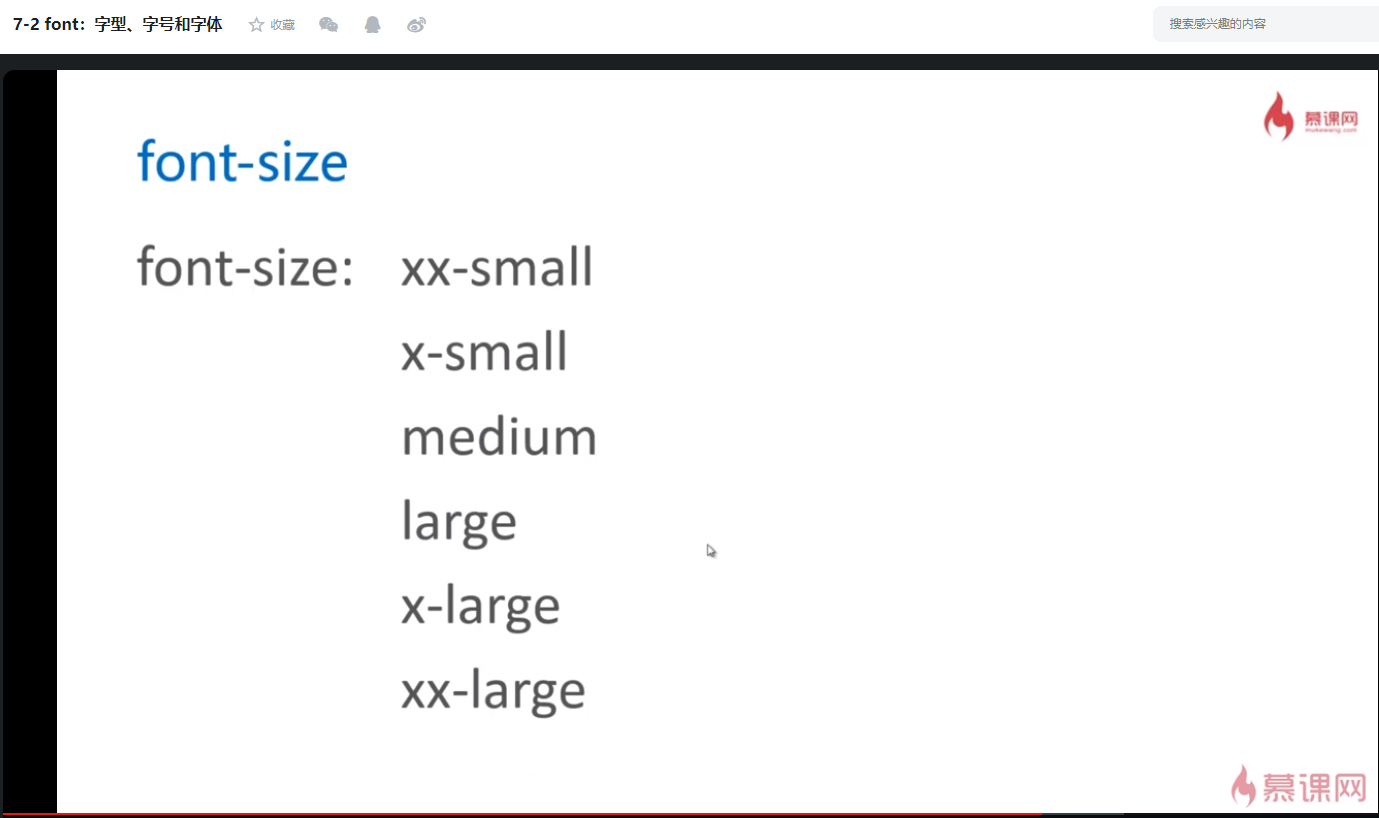 7-2 font：字型、字号和字体 收藏 搜索感兴趣的内容
慕课网
mukewang.com
font-size
font-size: xx-small
x-small
medium
large
x-large
xx-large
慕课网